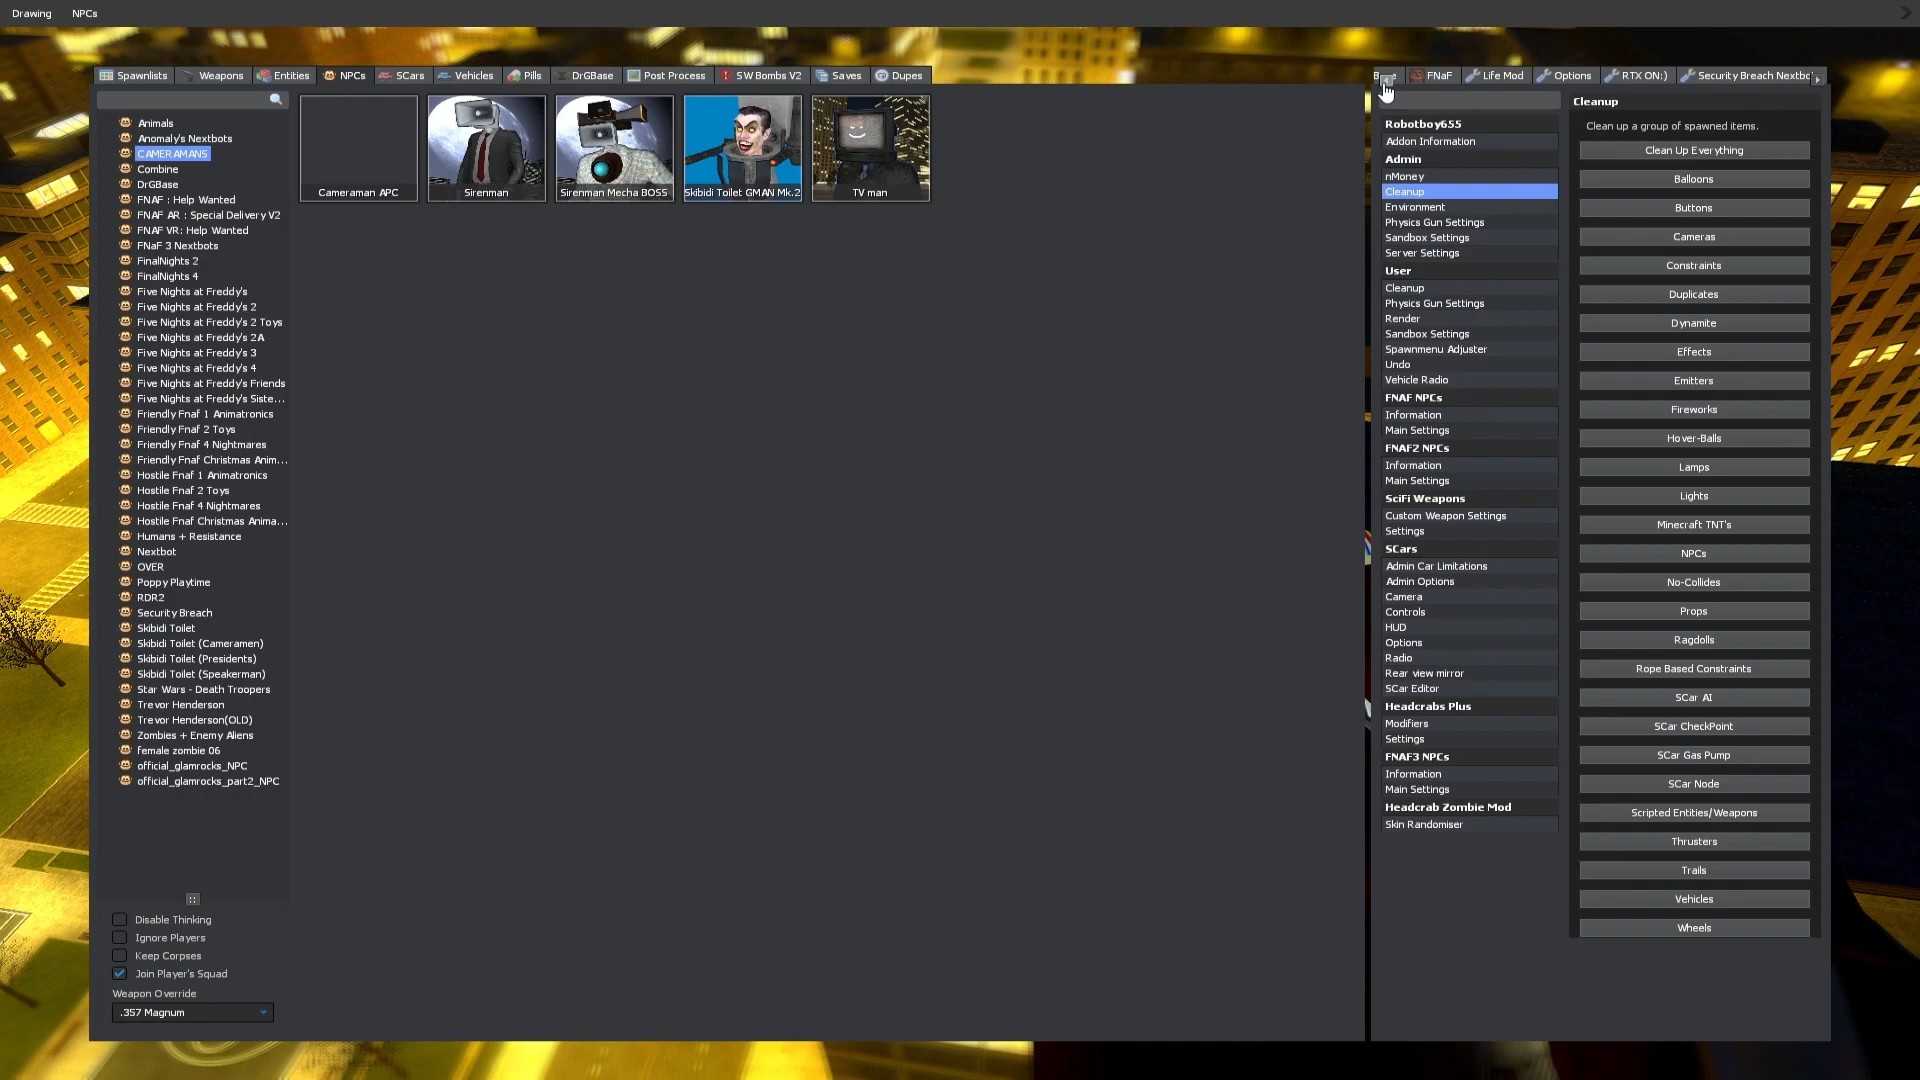 Drawing NPCs
Spawnlists Weapons Entities NPCs SCars Vehicles Pills DrGBase Post Process SW Bombs V2 Saves Dupes
Animals
Anomaly's Nextbots
CAMERAMANS
Combine
DrGBase
FNAF : Help Wanted
FNAF AR : Special Delivery V2
FNAF VR: Help Wanted
FNaF 3 Nextbots
FinalNights 2
FinalNights 4
Five Nights at Freddy's
Five Nights at Freddy's 2
Five Nights at Freddy's 2 Toys
Five Nights at Freddy's 2A
Five Nights at Freddy's 3
Five Nights at Freddy's 4
Five Nights at Freddy's Friends
Five Nights at Freddy's Siste...
Friendly Fnaf 1 Animatronics
Friendly Fnaf 2 Toys
Friendly Fnaf 4 Nightmares
Friendly Fnaf Christmas Anim...
Hostile Fnaf 1 Animatronics
Hostile Fnaf 2 Toys
Hostile Fnaf 4 Nightmares
Hostile Fnaf Christmas Anima...
Humans + Resistance
Nextbot
OVER
Poppy Playtime
RDR2
Security Breach
Skibidi Toilet
Skibidi Toilet (Cameramen)
Skibidi Toilet (Presidents)
Skibidi Toilet (Speakerman)
Star Wars - Death Troopers
Trevor Henderson
Trevor Henderson(OLD)
Zombies + Enemy Aliens
female zombie 06
official_glamrocks_NPC
official_glamrocks_part2_NPC
Disable Thinking
Ignore Players
Keep Corpses
Join Player's Squad
Weapon Override
.357 Magnum
Cameraman APC Sirenman Sirenman Mecha BOSS Skibidi Toilet GMAN Mk.2 TV man
FNaF Life Mod Options RTX ON:) Security Breach Nextbo
Robotboy655
Addon Information
Admin
nMoney
Cleanup
Environment
Physics Gun Settings
Sandbox Settings
Server Settings
User
Cleanup
Physics Gun Settings
Render
Sandbox Settings
Spawnmenu Adjuster
Undo
Vehicle Radio
FNAF NPCs
Information
Main Settings
FNAF2 NPCs
Information
Main Settings
SciFi Weapons
Custom Weapon Settings
Settings
SCars
Admin Car Limitations
Admin Options
Camera
Controls
HUD
Options
Radio
Rear view mirror
SCar Editor
Headcrabs Plus
Modifiers
Settings
FNAF3 NPCs
Information
Main Settings
Headcrab Zombie Mod
Skin Randomiser
Cleanup
Clean up a group of spawned items.
Clean Up Everything
Balloons
Buttons
Cameras
Constraints
Duplicates
Dynamite
Effects
Emitters
Fireworks
Hover-Balls
Lamps
Lights
Minecraft TNT's
NPCs
No-Collides
Props
Ragdolls
Rope Based Constraints
SCar AI
SCar CheckPoint
SCar Gas Pump
SCar Node
Scripted Entities/Weapons
Thrusters
Trails
Vehicles
Wheels